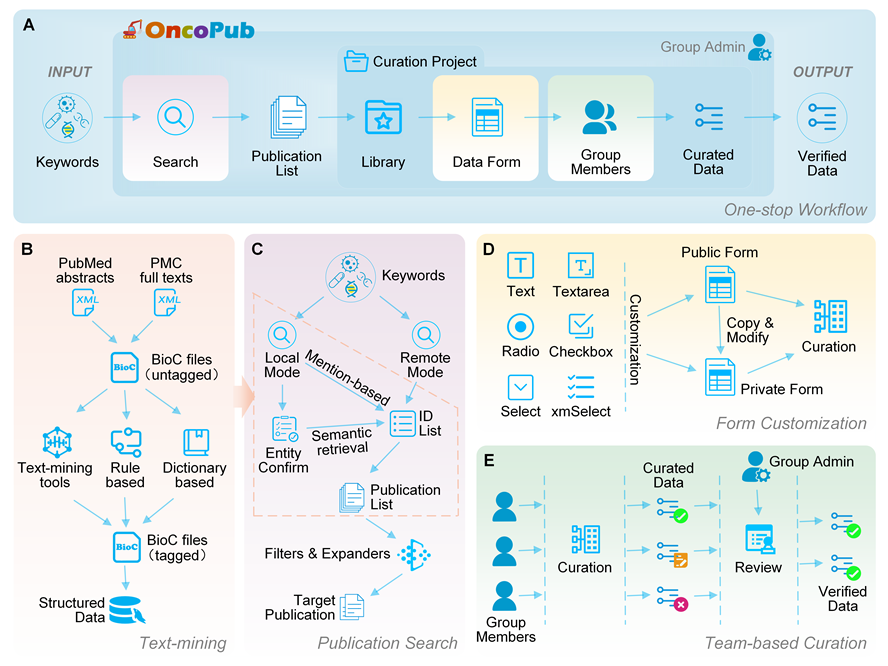 A
OncoPub
Group Admin
Curation Project
INPUT
OUTPUT
Keywords
Search
Publication
List
Library
Data Form
Group
Members
Curated
Data
Verified
Data
One-stop Workflow
B
PubMed
abstracts
PMC
full texts
XML
XML
BioC
BioC files
(untagged)
Text-mining
tools
Rule
based
Dictionary
based
BioC
BioC files
(tagged)
Structured
Data
Text-mining
C
Keywords
Local
Mode
Remote
Mode
Mention-based
Entity
Confirm
Semantic
retrieval
ID
List
Publication
List
Filters & Expanders
Target
Publication
Publication Search
D
T
Text
T
Textarea
Radio
Checkbox
Select
xmSelect
Customization
Public Form
Copy &
Modify
Private Form
Curation
Form Customization
E
Group
Members
Curation
Curated
Data
Group Admin
Review
Verified
Data
Team-based Curation